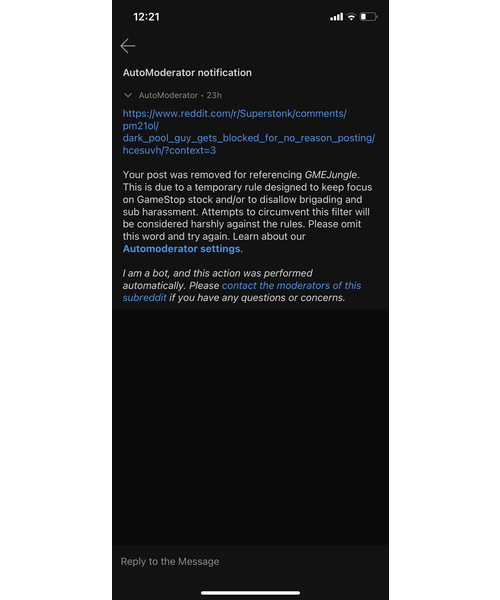 12:21
AutoModerator notification
AutoModerator • 23h
https://www.reddit.com/r/Superstonk/comments/
pm21ol/
dark_pool_guy_gets_blocked_for_no_reason_posting/
hcesuvh/?context=3
Your post was removed for referencing GMEJungle.
This is due to a temporary rule designed to keep focus
on GameStop stock and/or to disallow brigading and
sub harassment. Attempts to circumvent this filter will
be considered harshly against the rules. Please omit
this word and try again. Learn about our
Automoderator settings.
I am a bot, and this action was performed
automatically. Please contact the moderators of this
subreddit if you have any questions or concerns.
Reply to the Message